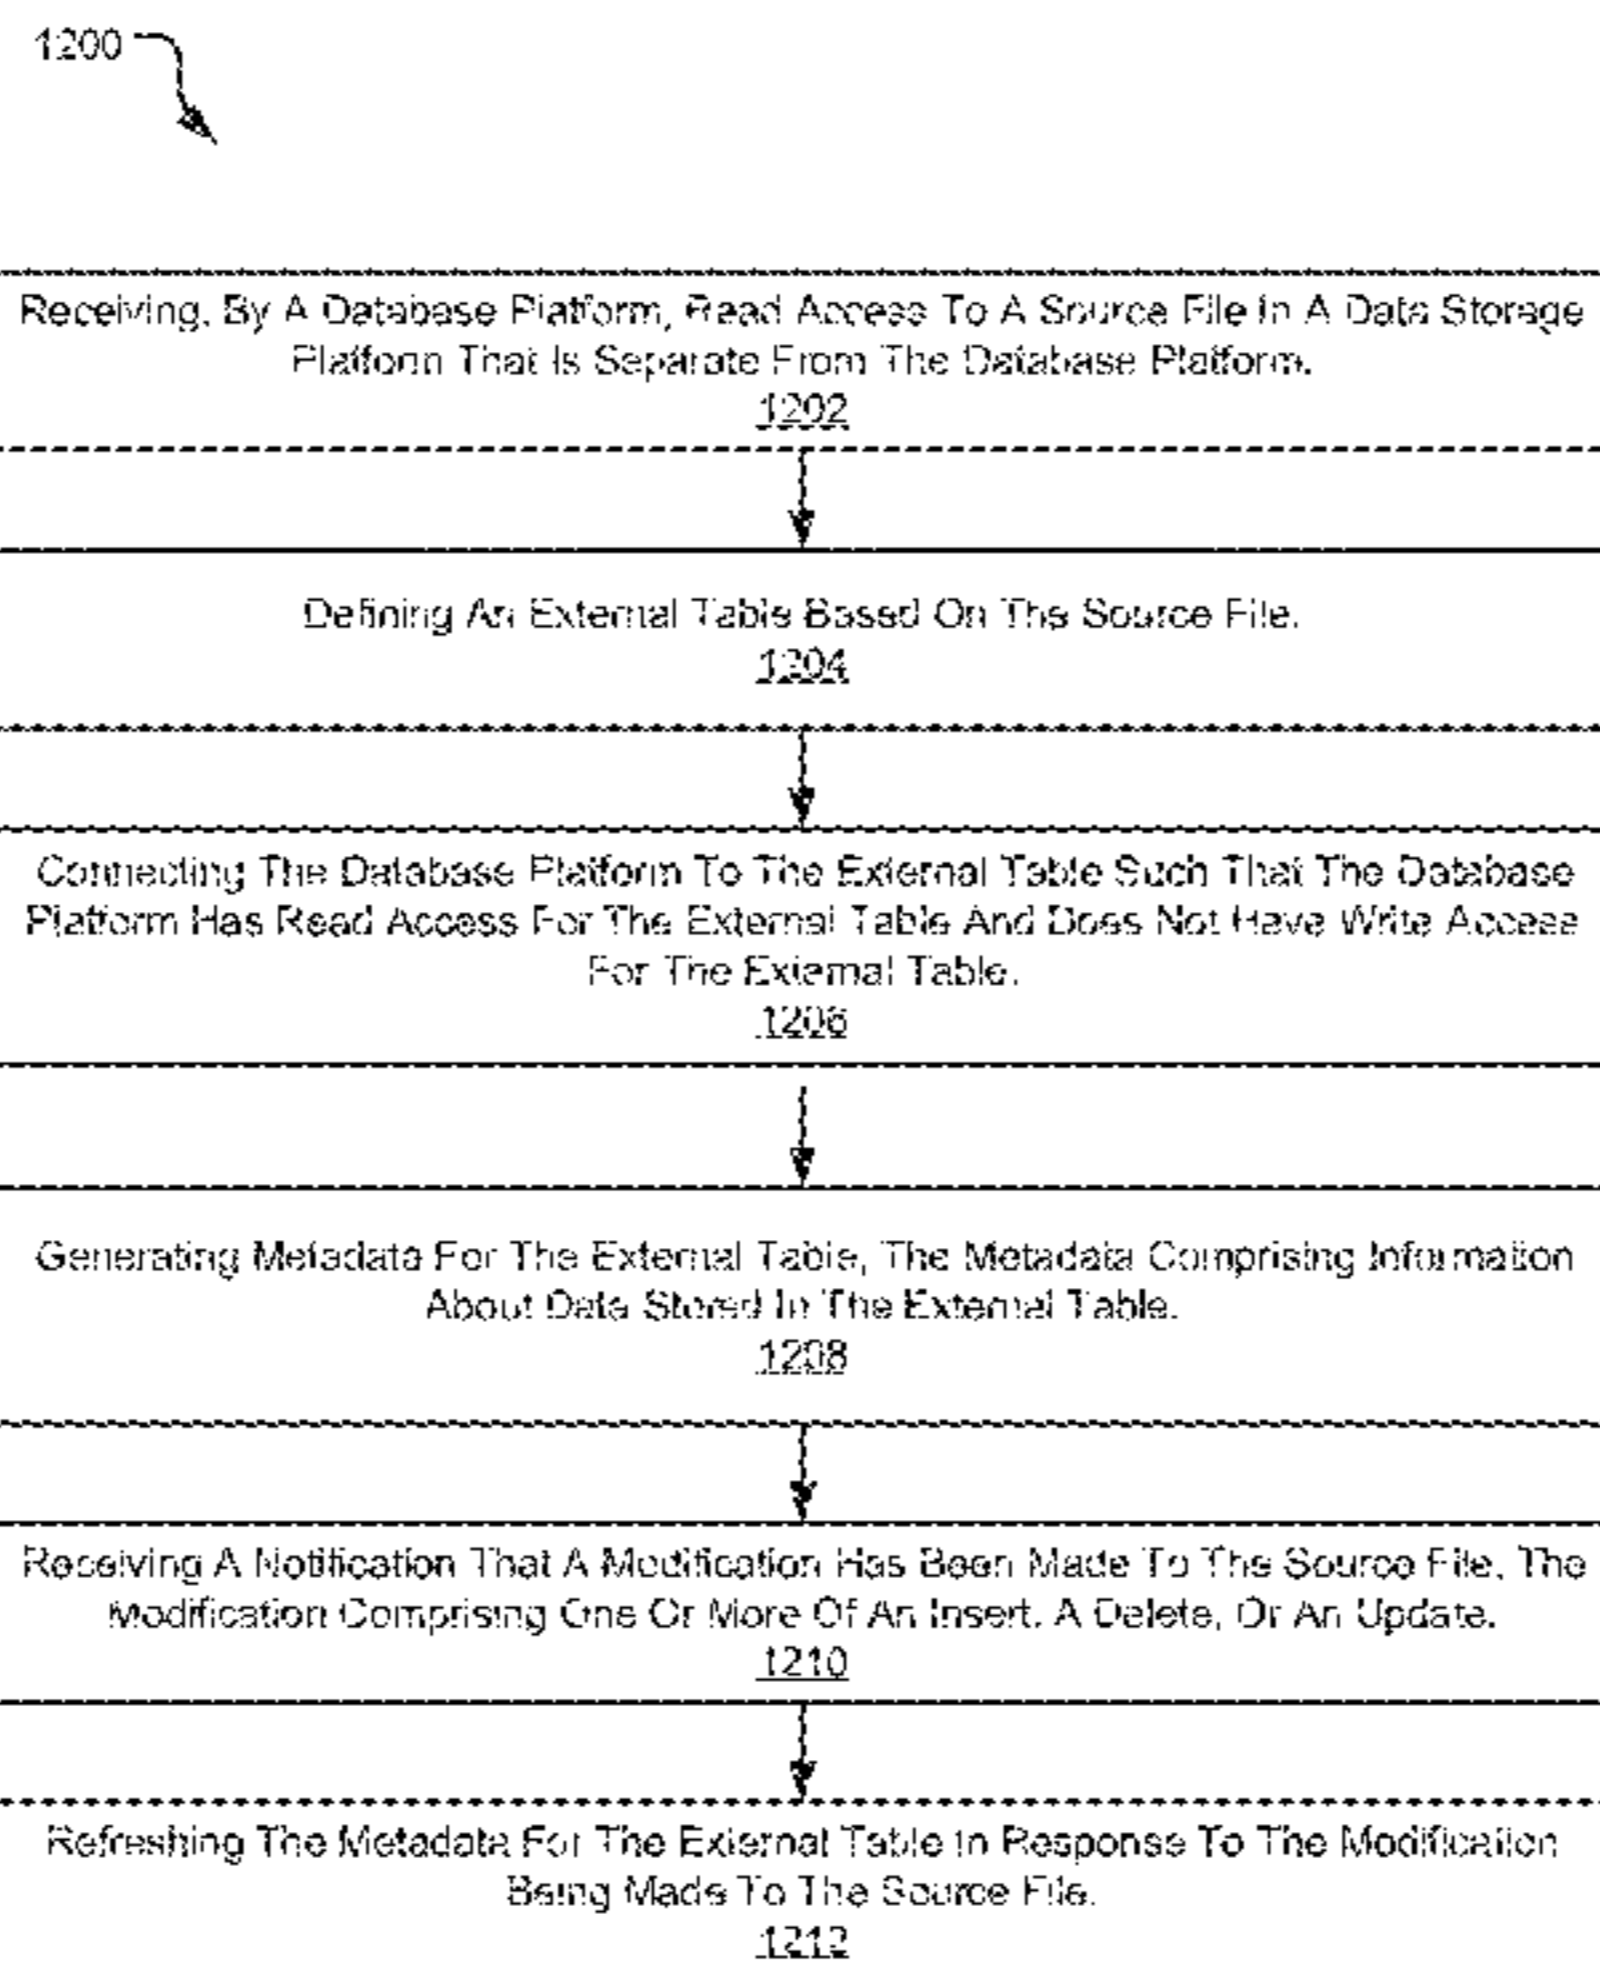 1200
Receiving, By A Database Platform, Read Access To A Source File In A Data Storage
Platform That Is Separate From The Database Platform.
1202
Defining An External Table Based On The Source File.
1204
Connecting The Database Platform To The External Table Such That The Database
Platform Has Read Access For The External Table And Does Not Have Write Access
For The External Table.
1206
Generating Metadata For The External Table, The Metadata Comprising Information
About Data Stored In The External Table.
1208
Receiving A Notification That A Modification Has Been Made To The Source File, The
Modification Comprising One Or More Of An Insert, A Delete, Or An Update.
1210
Refreshing The Metadata For The External Table In Response To The Modification
Being Made To The Source File.
1212